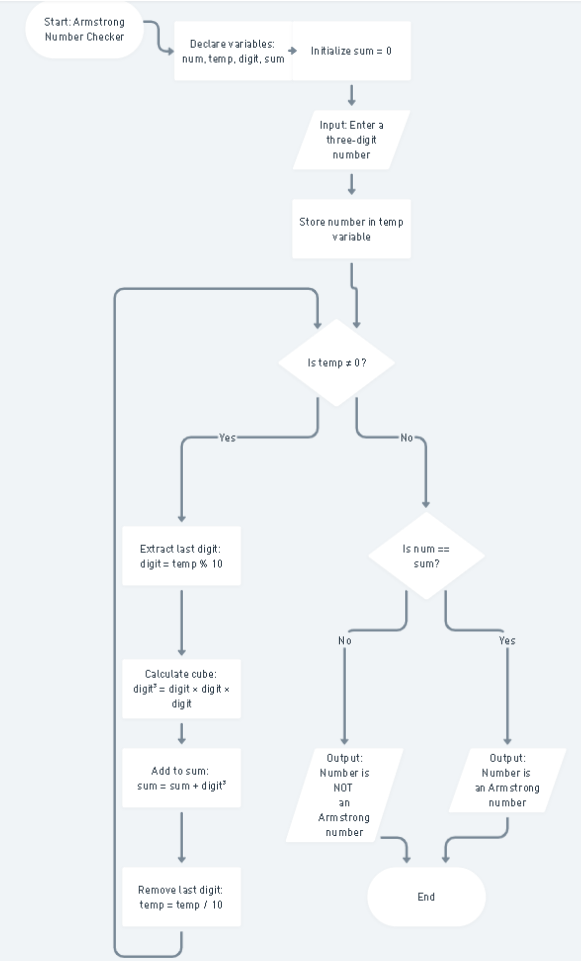 Start: Armstrong
Number Checker
Declare variables:
num, temp, digit, sum
Initialize sum = 0
Input: Enter a
three-digit
number
Store number in temp
variable
Is temp ≠ 0?
Yes
No
Extract last digit:
digit = temp % 10
Is num ==
sum?
No
Yes
Calculate cube:
digit³ = digit × digit ×
digit
Add to sum:
sum = sum + digit³
Output:
Number is
NOT
an
Armstrong
number
Output:
Number is
an Armstrong
number
Remove last digit:
temp = temp / 10
End